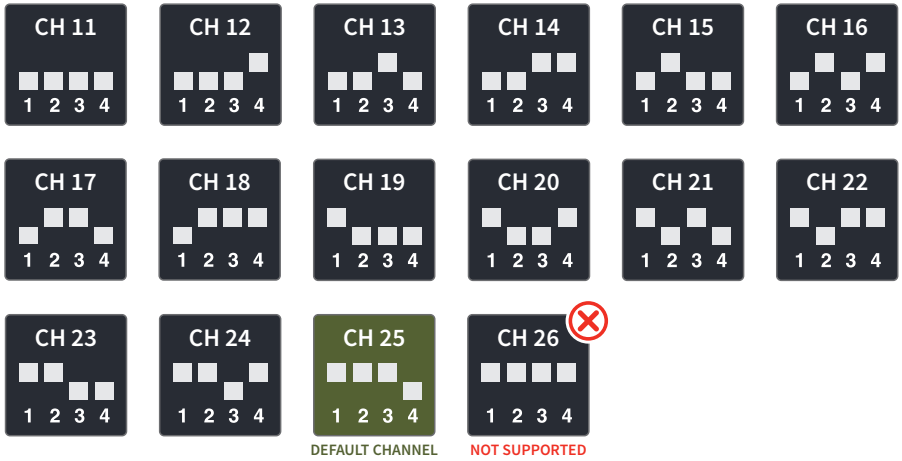 CH 11 CH 12 CH 13 CH 14 CH 15 CH 16
1 2 3 4 1 2 3 4 1 2 3 4 1 2 3 4 1 2 3 4 1 2 3 4
CH 17 CH 18 CH 19 CH 20 CH 21 CH 22
1 2 3 4 1 2 3 4 1 2 3 4 1 2 3 4 1 2 3 4 1 2 3 4
CH 23 CH 24 CH 25 CH 26
1 2 3 4 1 2 3 4 1 2 3 4 1 2 3 4
DEFAULT CHANNEL NOT SUPPORTED